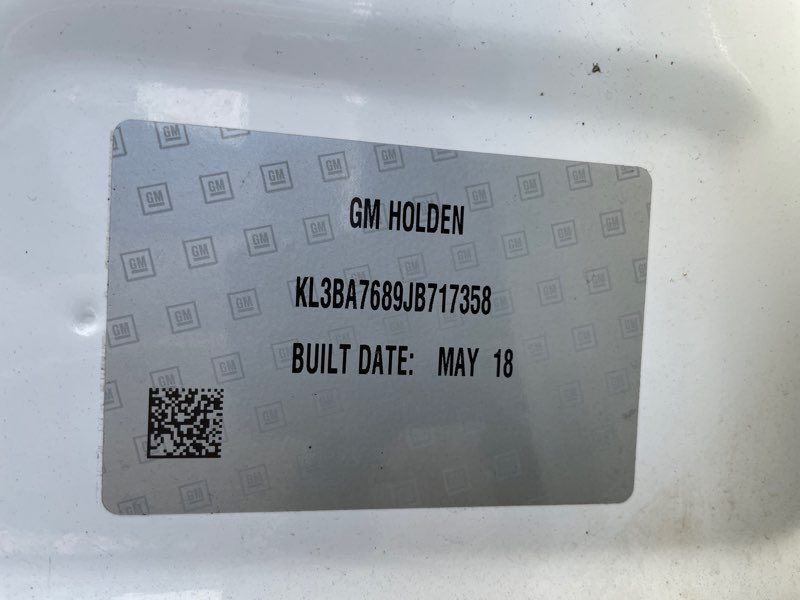 GM HOLDEN
KL3BA7689JB717358
BUILT DATE: MAY 18